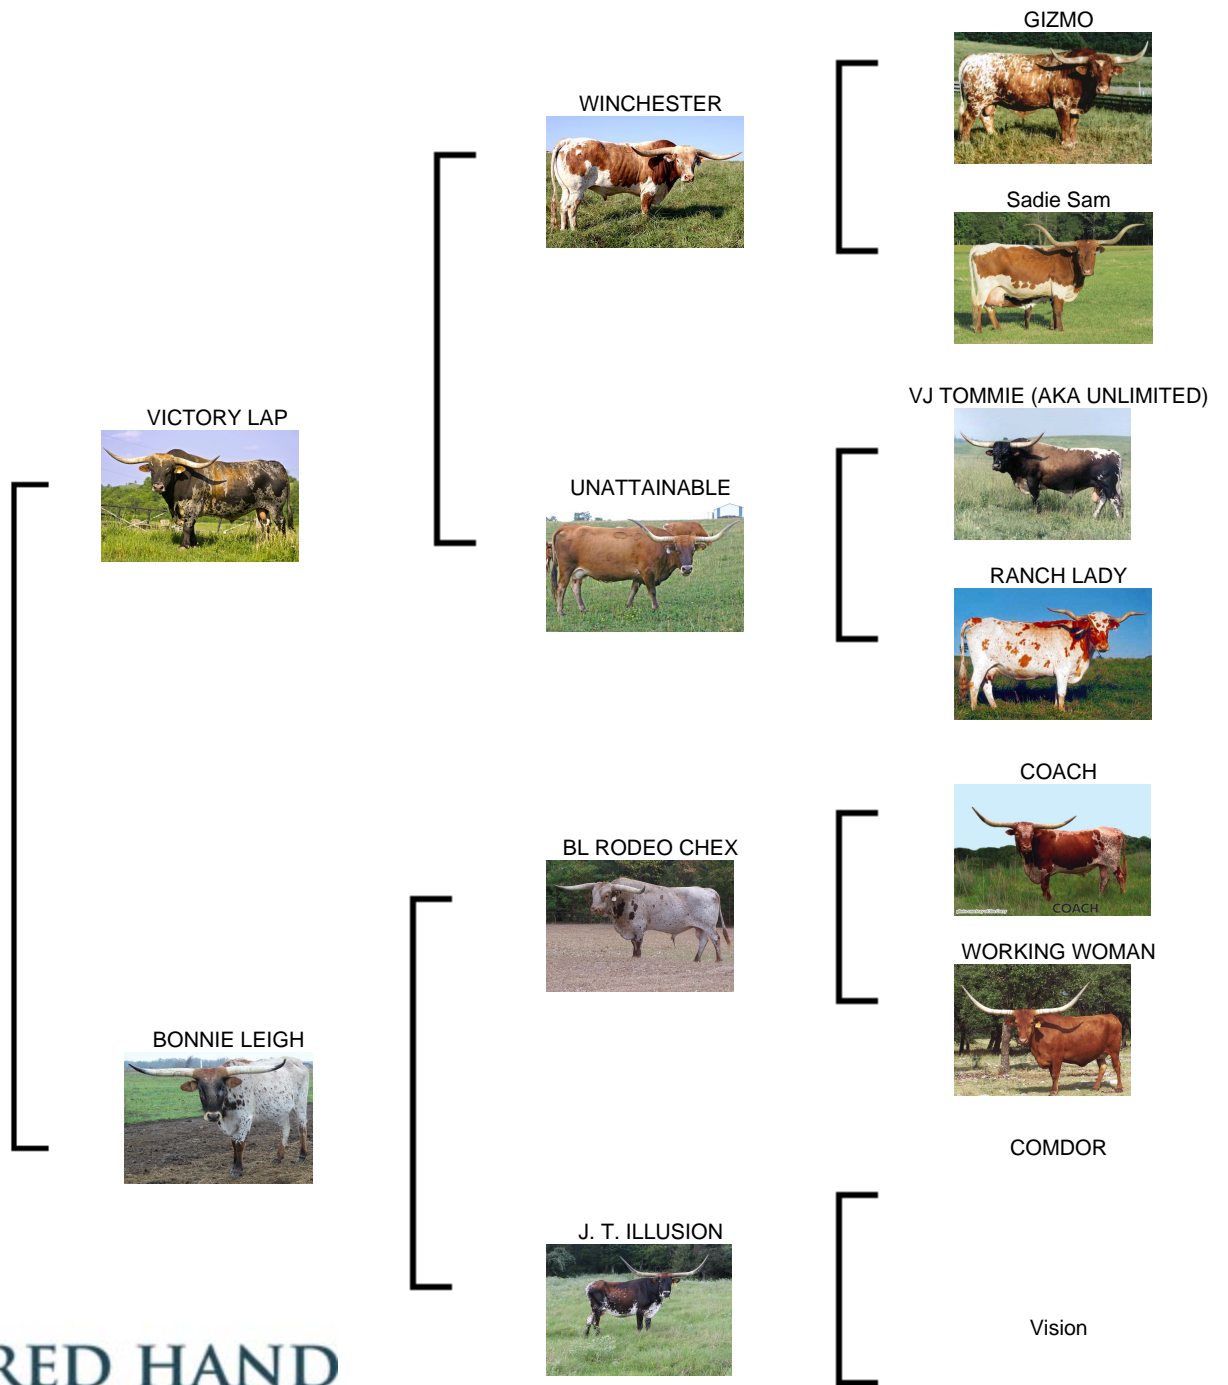 GIZMO
WINCHESTER
Sadie Sam
VICTORY LAP
VJ TOMMIE (AKA UNLIMITED)
UNATTAINABLE
RANCH LADY
COACH
COACH
BL RODEO CHEX
WORKING WOMAN
BONNIE LEIGH
COMDOR
J. T. ILLUSION
Vision
RED HAND